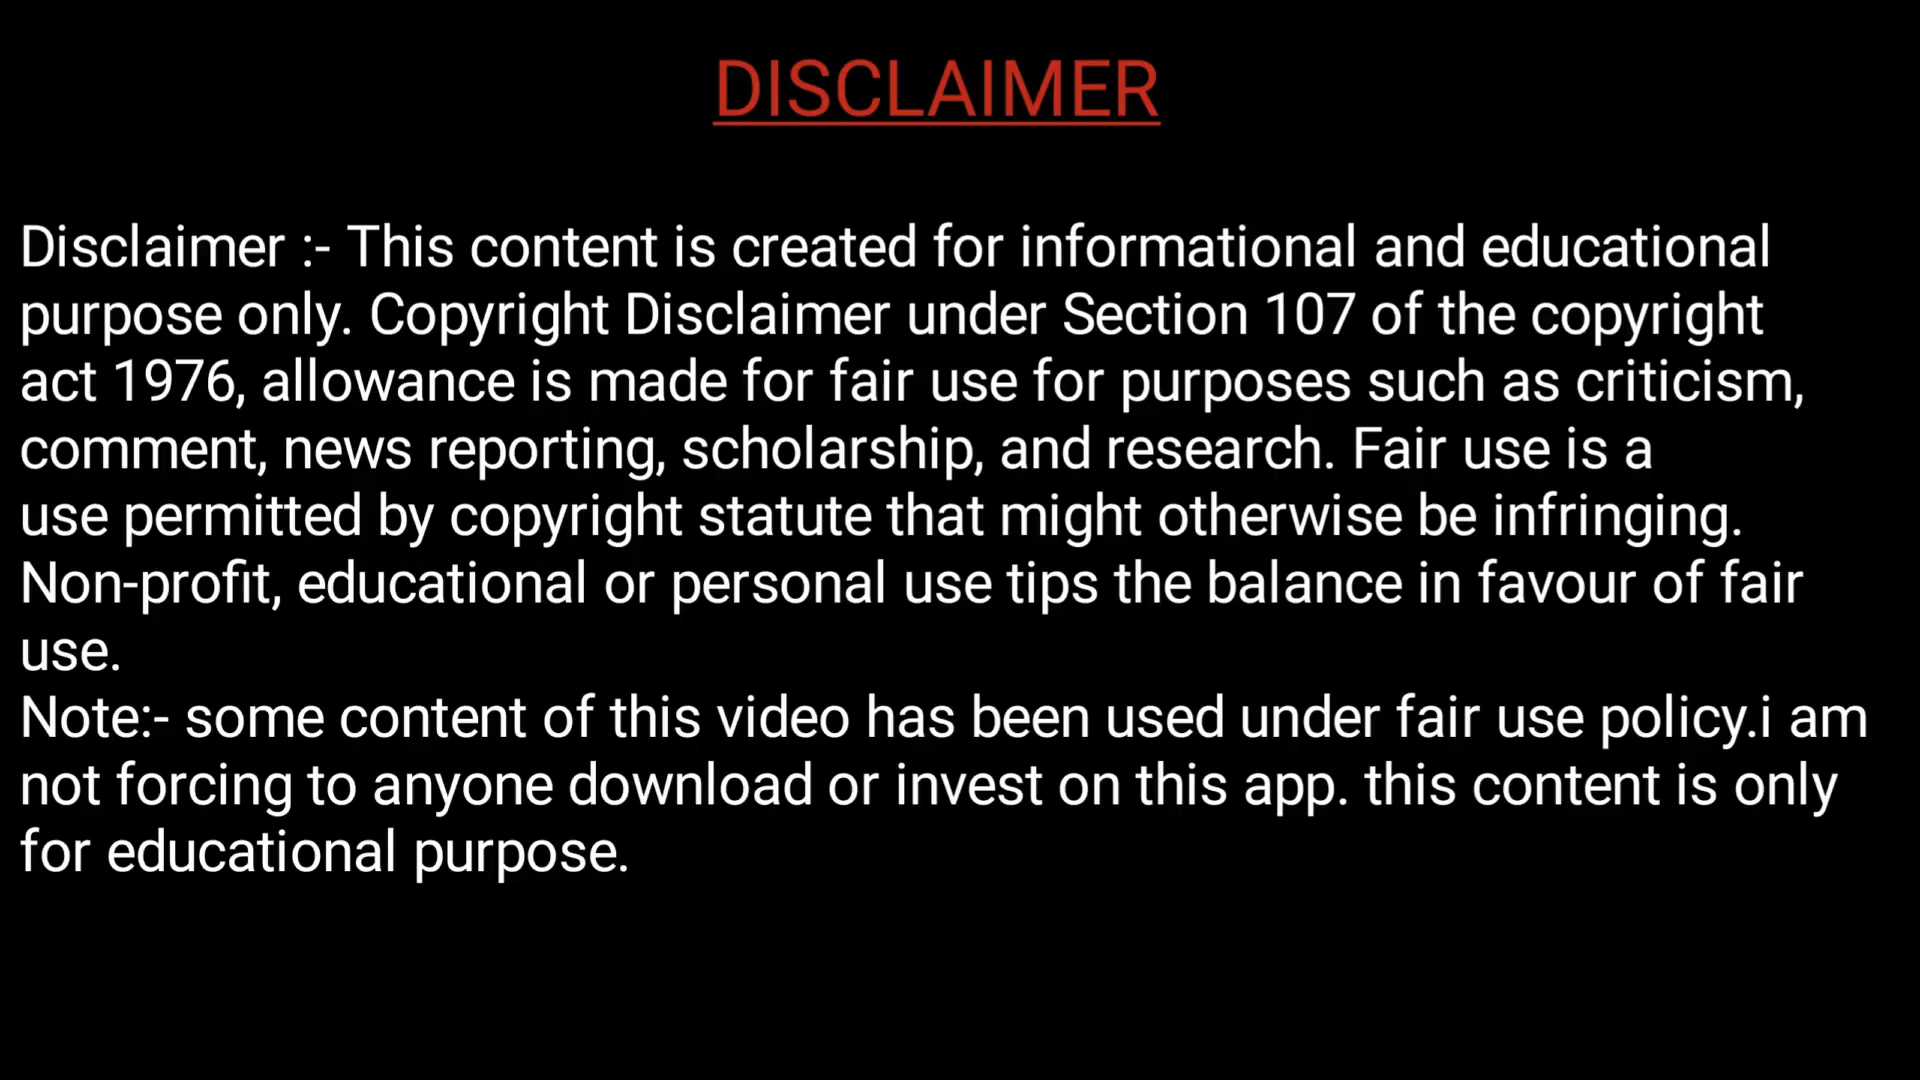 DISCLAIMER
Disclaimer :- This content is created for informational and educational
purpose only. Copyright Disclaimer under Section 107 of the copyright
act 1976, allowance is made for fair use for purposes such as criticism,
comment, news reporting, scholarship, and research. Fair use is a
use permitted by copyright statute that might otherwise be infringing.
Non-profit, educational or personal use tips the balance in favour of fair
use.
Note:- some content of this video has been used under fair use policy.i am
not forcing to anyone download or invest on this app. this content is only
for educational purpose.